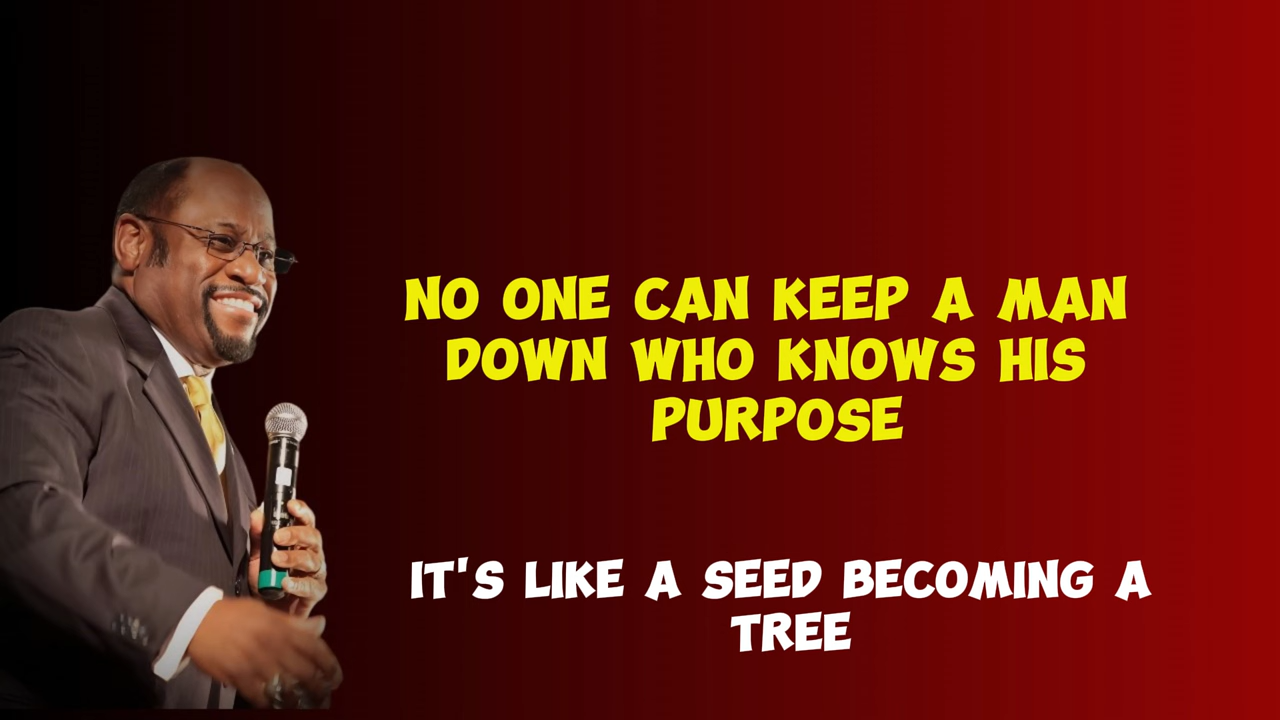 NO ONE CAN KEEP A MAN
DOWN WHO KNOWS HIS
PURPOSE
IT'S LIKE A SEED BECOMING A
TREE